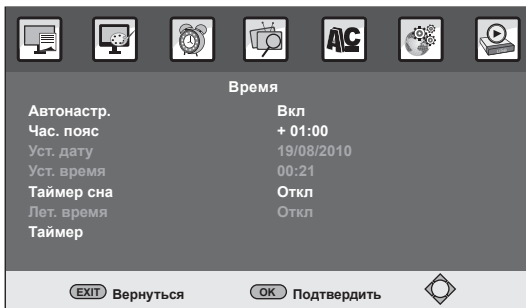 AC
Время
Автонастр. Вкл
Час. пояс + 01:00
Уст. дату 19/08/2010
Уст. время 00:21
Таймер сна Откл
Лет. время Откл
Таймер
EXIT Вернуться OK Подтвердить